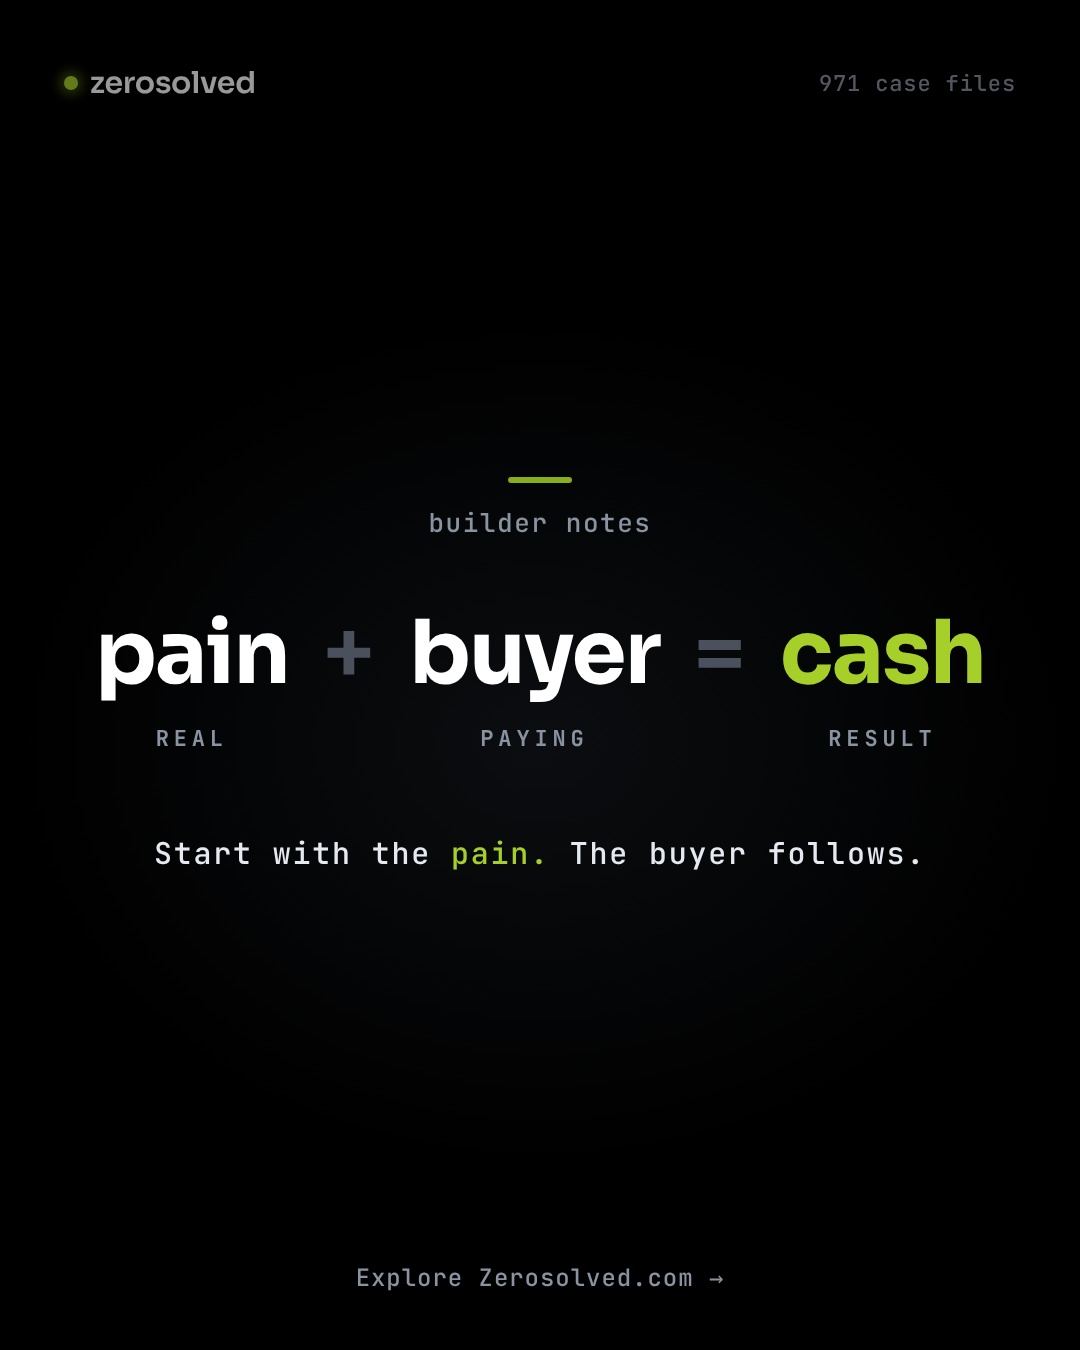 zerosolved
971 case files
builder notes
pain + buyer = cash
REAL PAYING RESULT
Start with the pain. The buyer follows.
Explore Zerosolved.com →